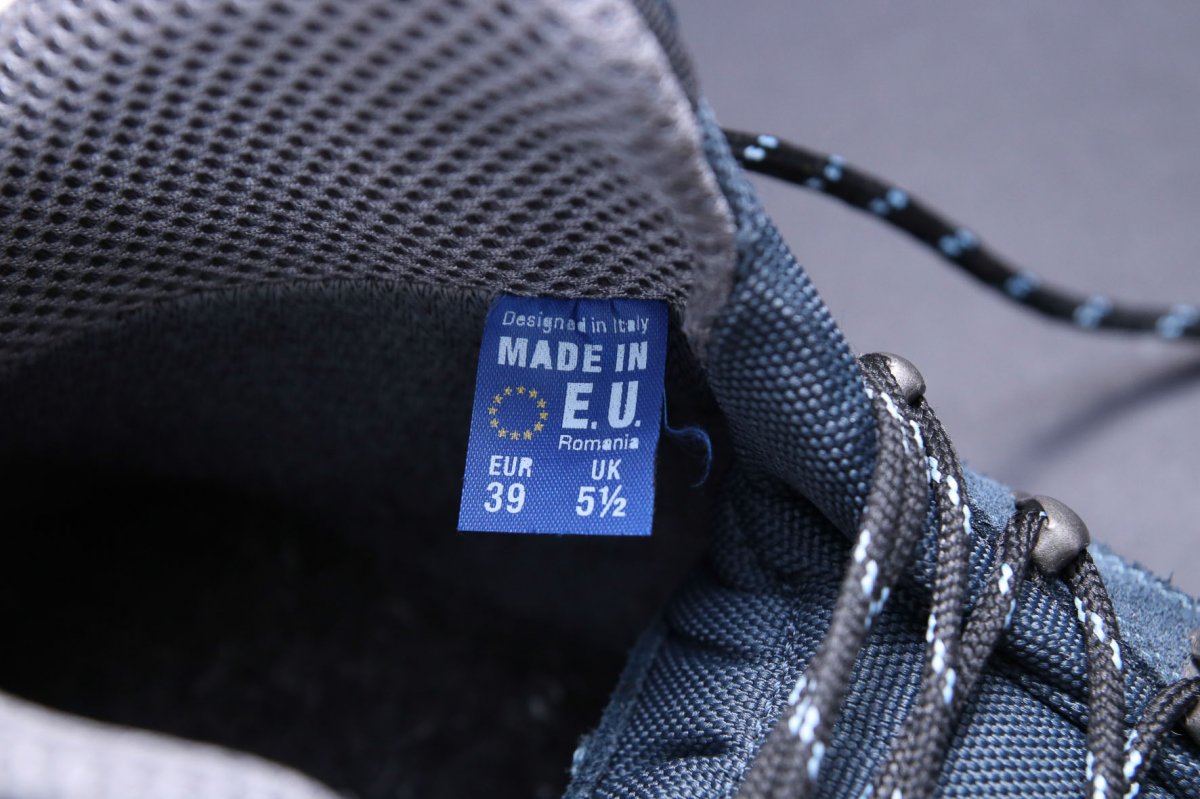 Designed in Italy
MADE IN
E.U.
Romania
EUR UK
39 5½